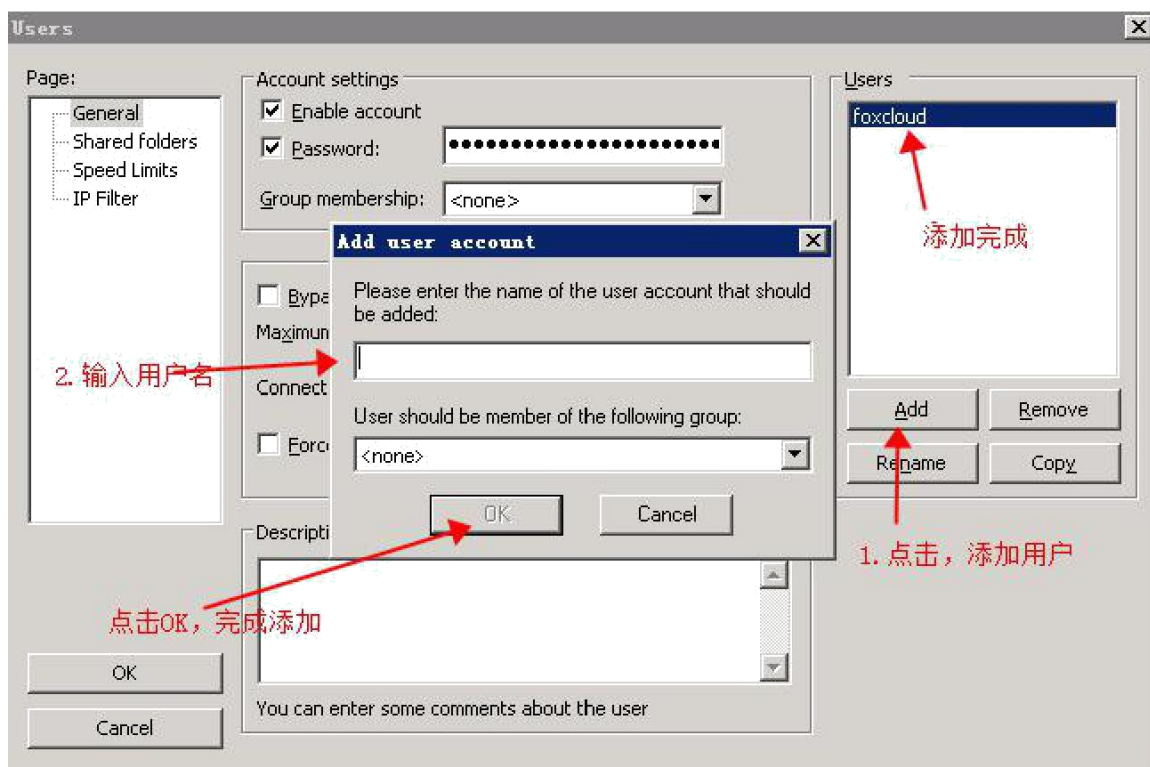 Users
Page:
General
Shared folders
Speed Limits
IP Filter
Account settings
Enable account
Password:
●●●●●●●●●●●●●●●●●●●●●●
Group membership:
<none>
Users
foxcloud
添加完成
Add user account
Please enter the name of the user account that should
be added:
User should be member of the following group:
<none>
OK
Cancel
Bypa
Maximun
Connect
Force
2. 输入用户名
Add
Remove
Rename
Copy
1. 点击，添加用户
Descripti
点击OK，完成添加
You can enter some comments about the user
OK
Cancel